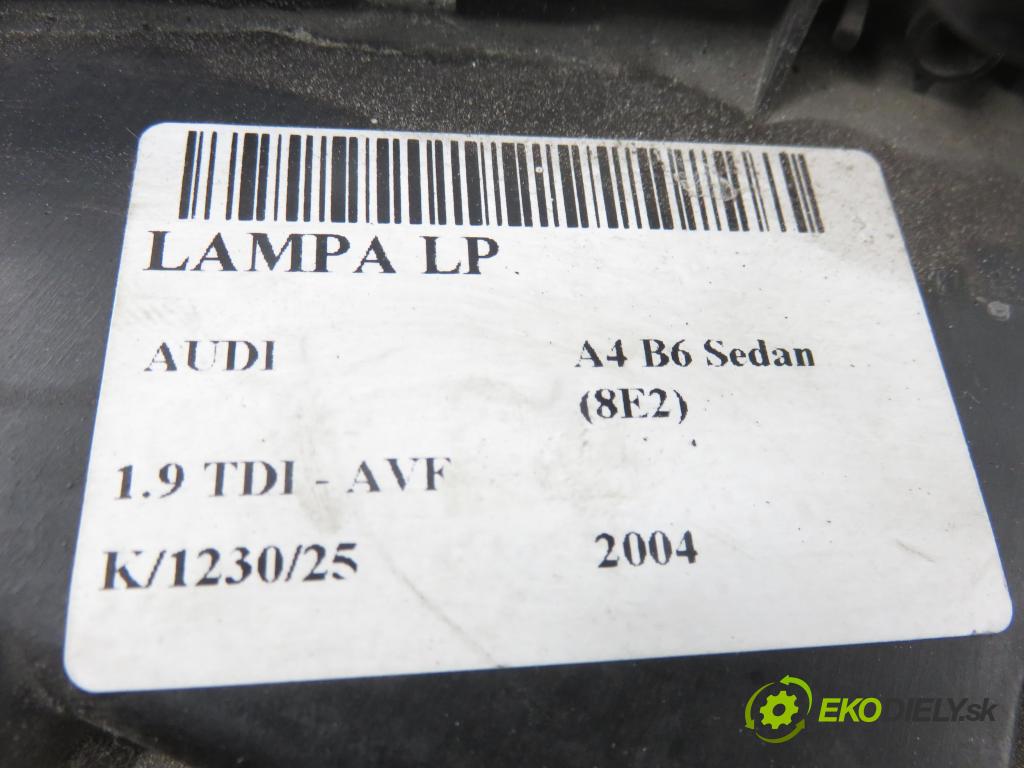 LAMPA LP
AUDI
A4 B6 Sedan
(8E2)
1.9 TDI - AVF
K/1230/25
2004
EKODIELY.sk